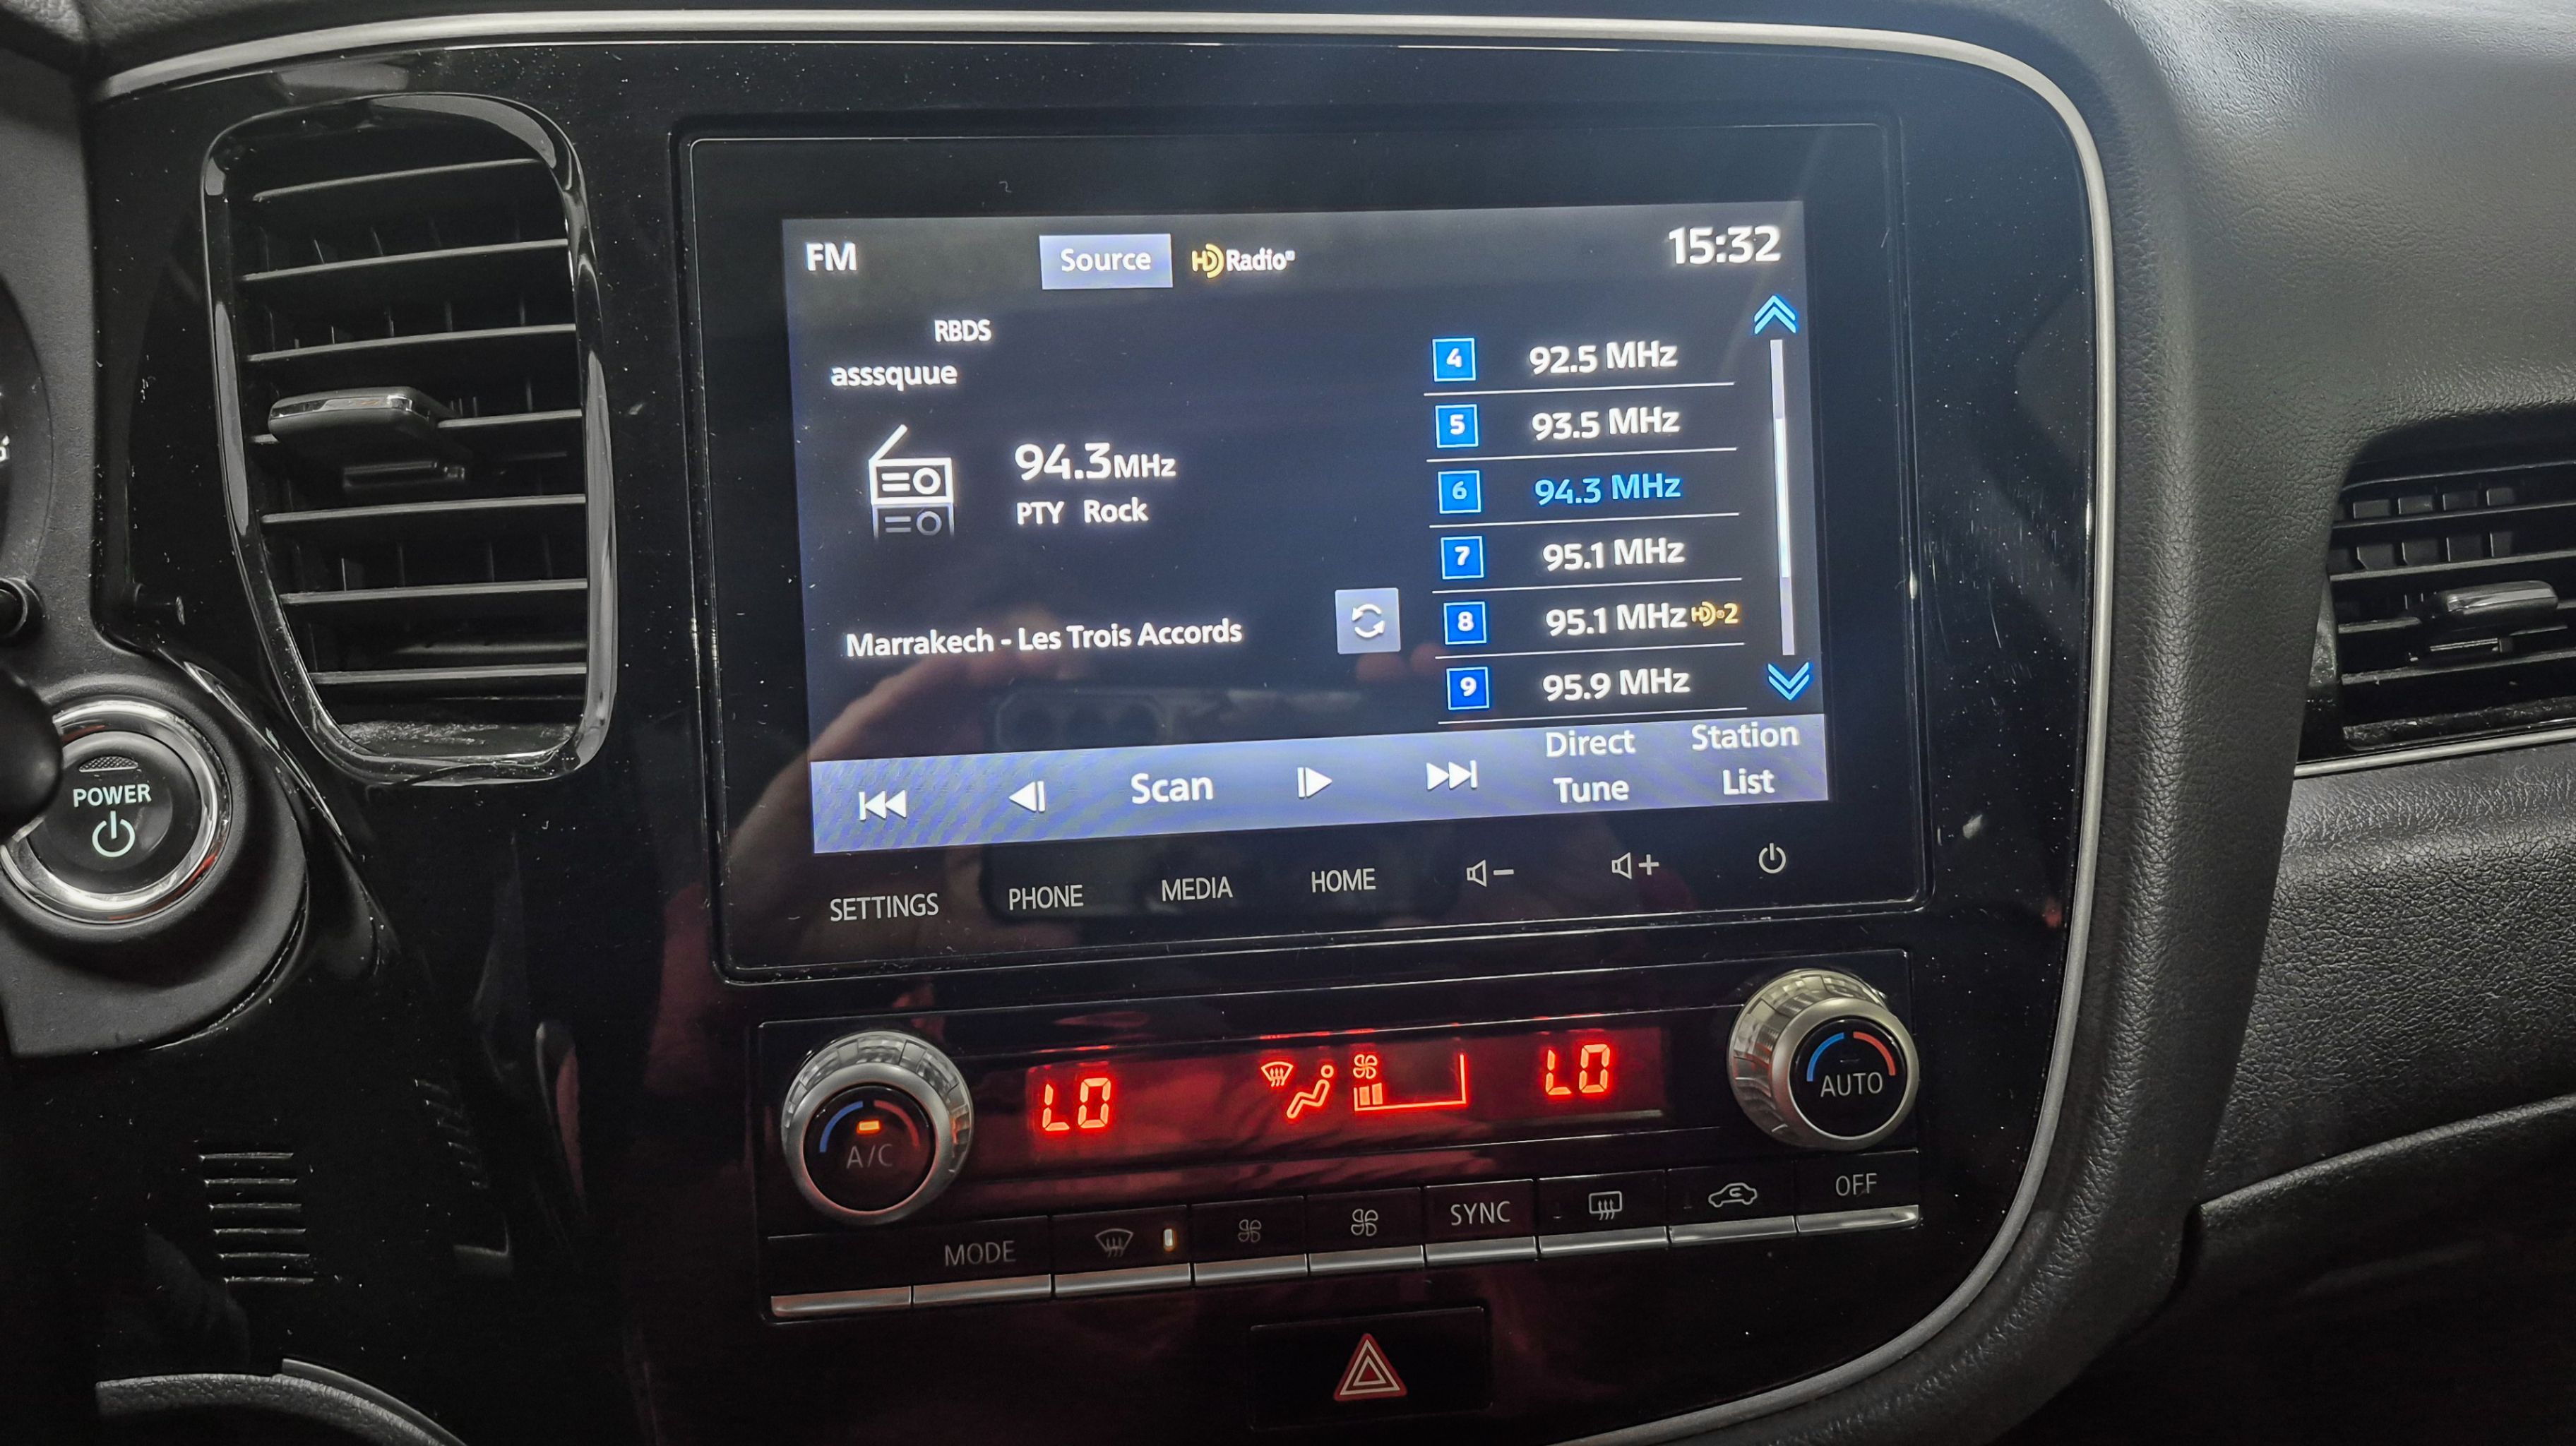 FM
Source
HD Radio
15:32
RBDS
asssquue
94.3MHz
PTY Rock
Marrakech - Les Trois Accords
4 92.5 MHz
5 93.5 MHz
6 94.3 MHz
7 95.1 MHz
8 95.1 MHz HD 2
9 95.9 MHz
Scan
Direct
Tune
Station
List
SETTINGS
PHONE
MEDIA
HOME
POWER
LO
LO
A/C
AUTO
MODE
SYNC
OFF